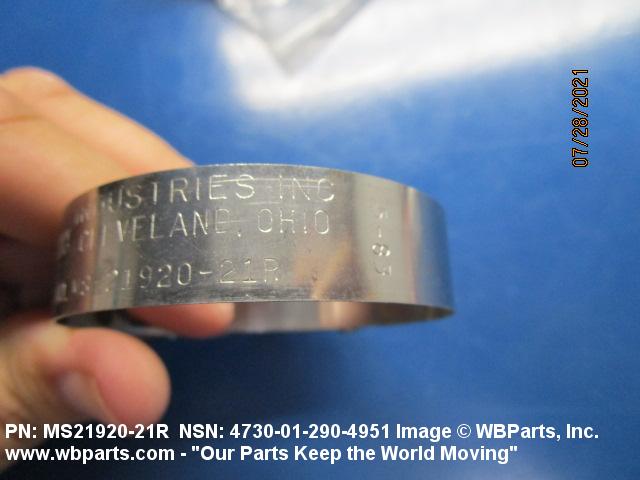 USTRIES INC
CLEVELAND, OHIO
21920-21R
-83
07/28/2021
PN: MS21920-21R NSN: 4730-01-290-4951 Image © WBParts, Inc.
www.wbparts.com - "Our Parts Keep the World Moving"